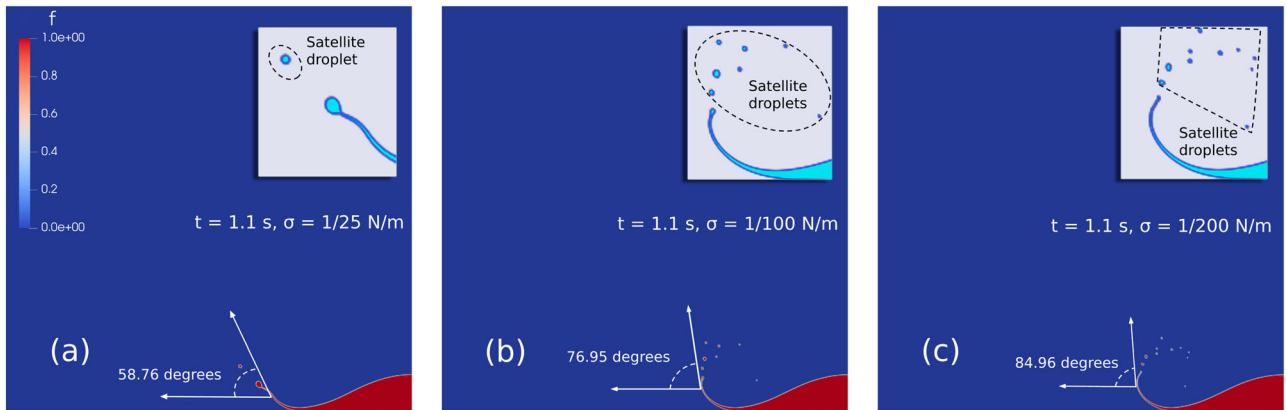 f
1.0e+00
0.8
0.6
0.4
0.2
0.0e+00
Satellite
droplet
t = 1.1 s, σ = 1/25 N/m
(a)
58.76 degrees
Satellite
droplets
t = 1.1 s, σ = 1/100 N/m
(b)
76.95 degrees
Satellite
droplets
t = 1.1 s, σ = 1/200 N/m
(c)
84.96 degrees